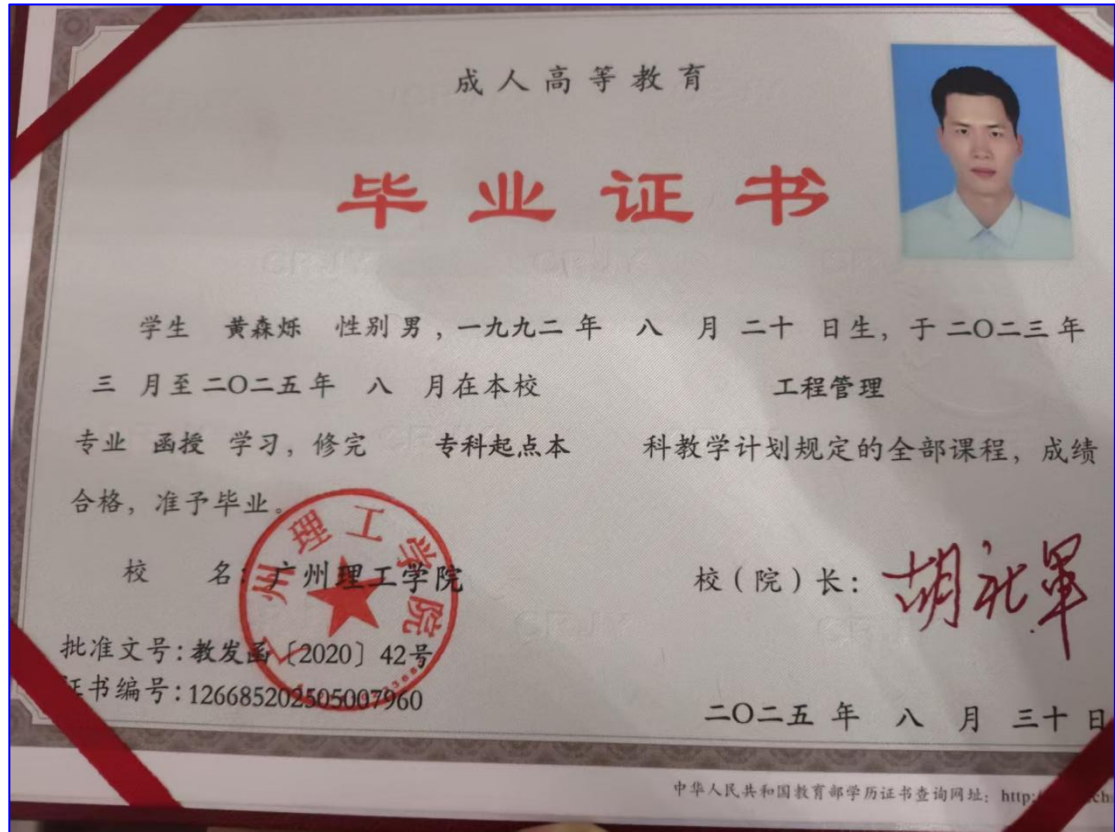 成人高等教育
毕业证书
学生 黄森烁 性别 男，一九九二 年 八 月 二十 日生，于 二〇二三 年
三 月至 二〇二五 年 八 月在本校 工程管理
专业 函授 学习，修完 专科起点本 科教学计划规定的全部课程，成绩
合格，准予毕业。
校 名：广州理工学院
校（院）长：胡社军
广州理工学院
批准文号：教发函〔2020〕42号
证书编号：126685202505007960
二〇二五 年 八 月 三十 日
中华人民共和国教育部学历证书查询网址：http: